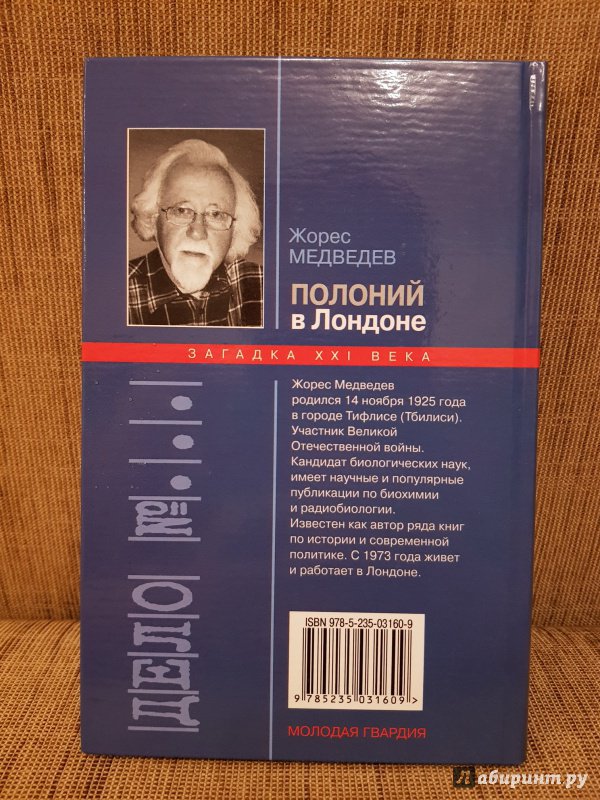 Жорес
МЕДВЕДЕВ
ПОЛОНИЙ
в Лондоне
ЗАГАДКА XXI ВЕКА
Жорес Медведев
родился 14 ноября 1925 года
в городе Тифлисе (Тбилиси).
Участник Великой
Отечественной войны.
Кандидат биологических наук,
имеет научные и популярные
публикации по биохимии
и радиобиологии.
Известен как автор ряда книг
по истории и современной
политике. С 1973 года живет
и работает в Лондоне.
ДЕЛО №....
ISBN 978-5-235-03160-9
9 785235 031609 >
МОЛОДАЯ ГВАРДИЯ
Лабиринт.ру